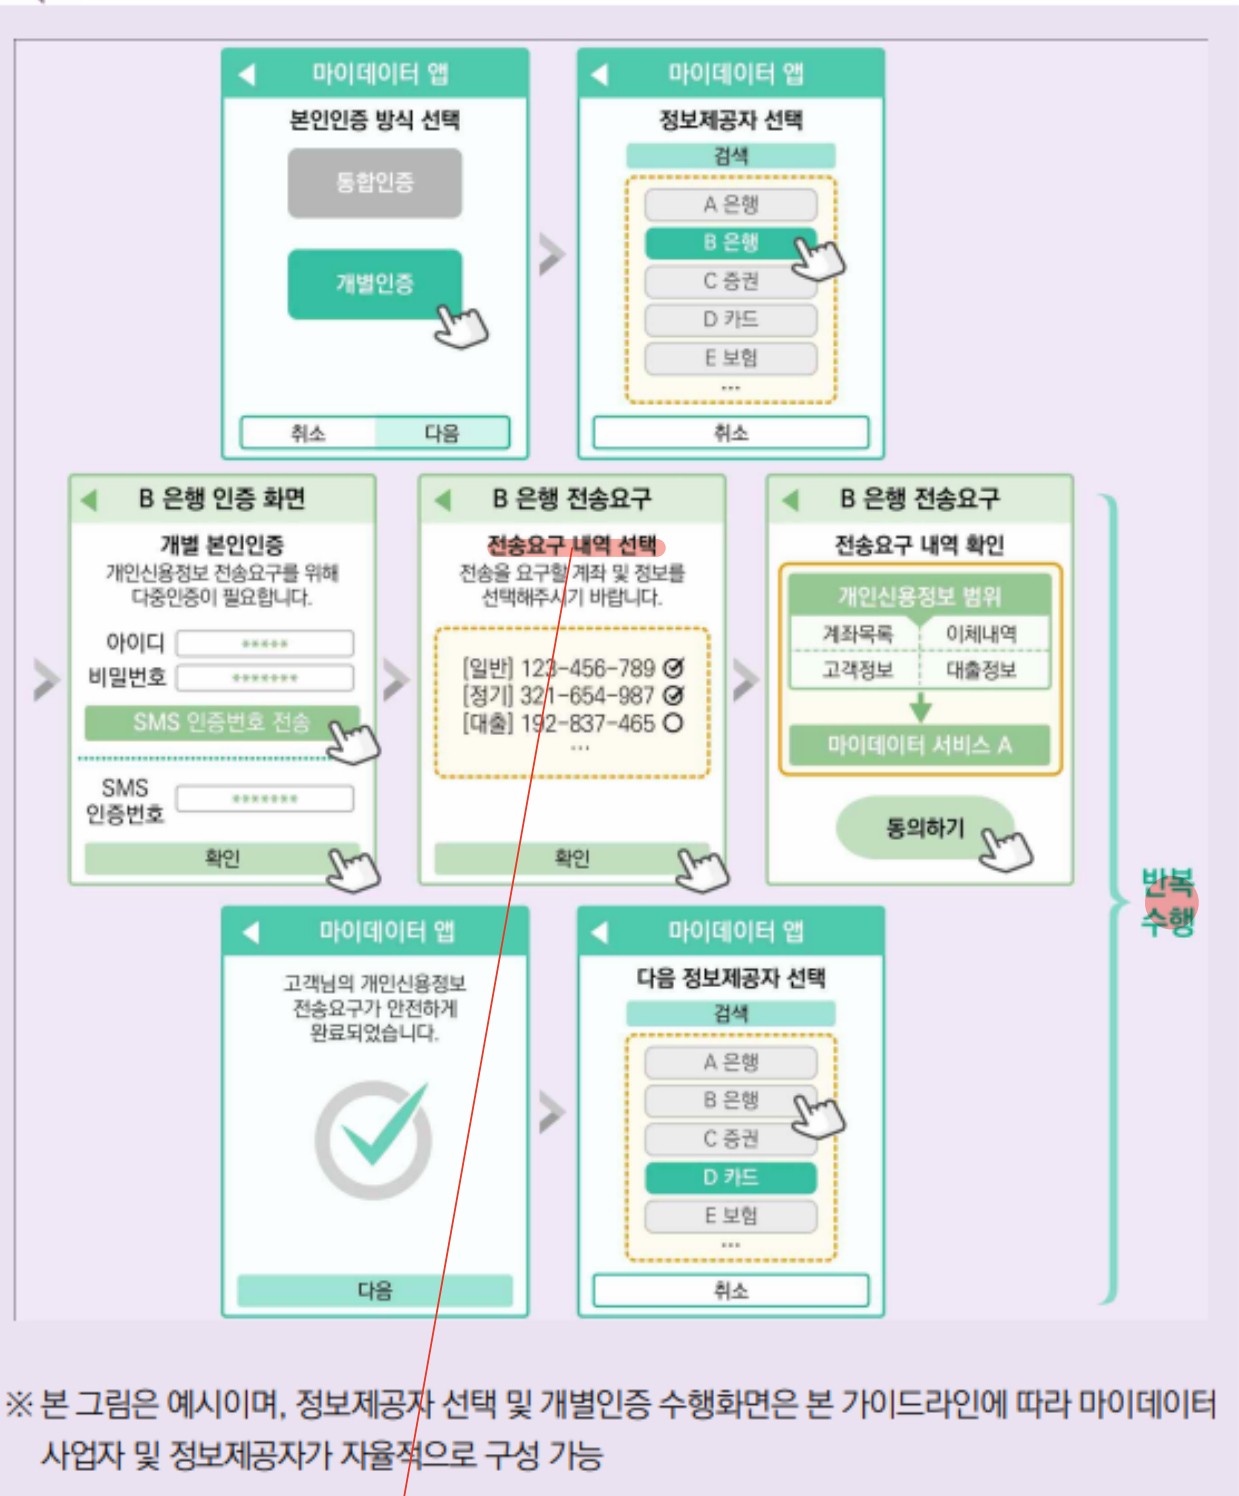 마이데이터 앱
본인인증 방식 선택
통합인증
개별인증
취소
다음
마이데이터 앱
정보제공자 선택
검색
A 은행
B 은행
C 증권
D 카드
E 보험
...
취소
B 은행 인증 화면
개별 본인인증
개인신용정보 전송요구를 위해
다중인증이 필요합니다.
아이디 *****
비밀번호 *******
SMS 인증번호 전송
SMS
인증번호 *******
확인
B 은행 전송요구
전송요구 내역 선택
전송을 요구할 계좌 및 정보를
선택해주시기 바랍니다.
[일반] 123-456-789
[정기] 321-654-987
[대출] 192-837-465
...
확인
B 은행 전송요구
전송요구 내역 확인
개인신용정보 범위
계좌목록 이체내역
고객정보 대출정보
마이데이터 서비스 A
동의하기
반복
수행
마이데이터 앱
고객님의 개인신용정보
전송요구가 안전하게
완료되었습니다.
다음
마이데이터 앱
다음 정보제공자 선택
검색
A 은행
B 은행
C 증권
D 카드
E 보험
...
취소
※ 본 그림은 예시이며, 정보제공자 선택 및 개별인증 수행화면은 본 가이드라인에 따라 마이데이터
사업자 및 정보제공자가 자율적으로 구성 가능